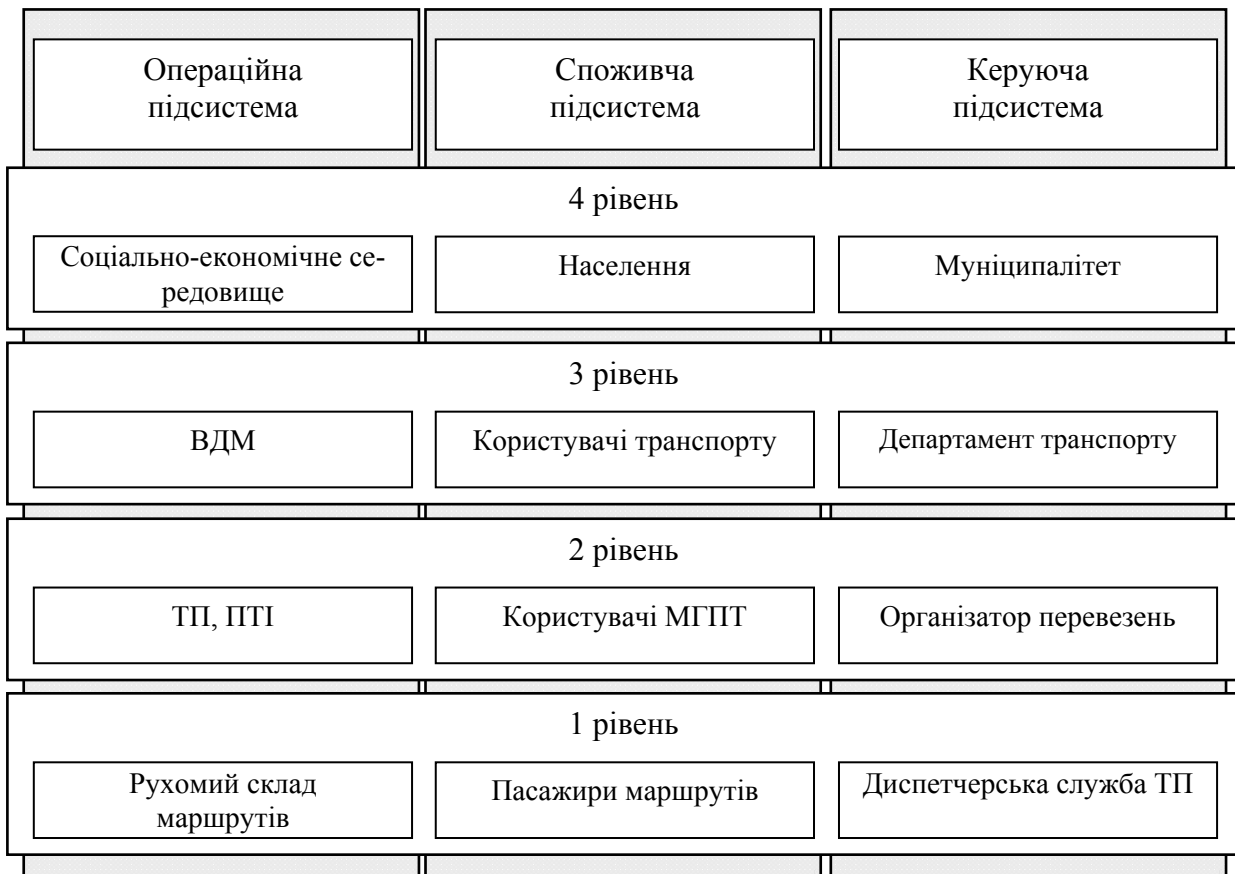 Операційна
підсистема
Споживча
підсистема
Керуюча
підсистема
4 рівень
Соціально-економічне се-
редовище
Населення
Муніципалітет
3 рівень
ВДМ
Користувачі транспорту
Департамент транспорту
2 рівень
ТП, ПТІ
Користувачі МГПТ
Організатор перевезень
1 рівень
Рухомий склад
маршрутів
Пасажири маршрутів
Диспетчерська служба ТП